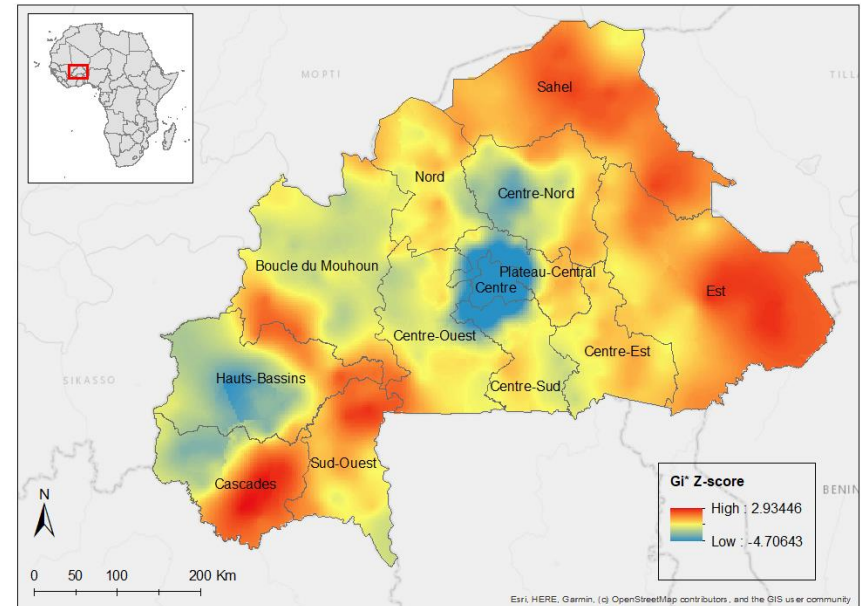 MOPTI
TILLA
Sahel
Nord
Centre-Nord
Boucle du Mouhoun
Plateau-Central
Centre
Est
Centre-Ouest
Centre-Est
SIKASSO
Hauts-Bassins
Centre-Sud
Sud-Ouest
Cascades
BENIN
Gi* Z-score
High : 2.93446
Low : -4.70643
N
0 50 100 200 Km
Esri, HERE, Garmin, (c) OpenStreetMap contributors, and the GIS user community